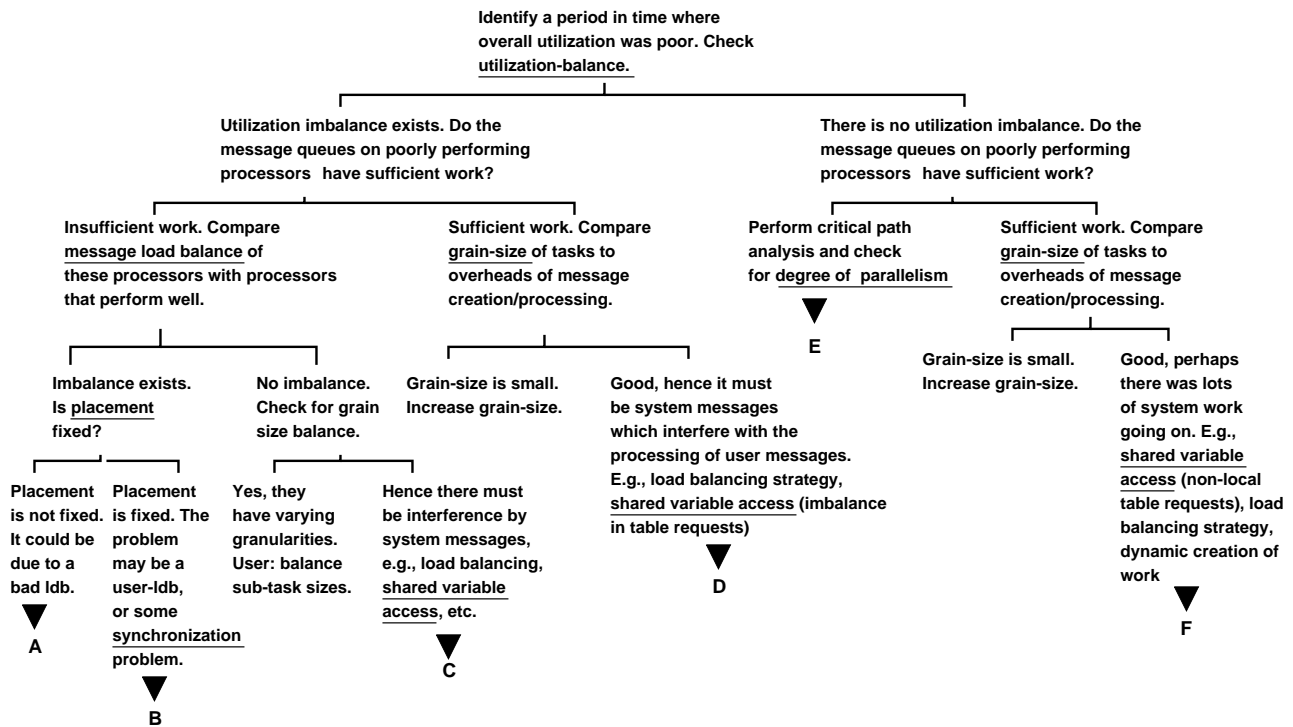 Identify a period in time where
overall utilization was poor. Check
utilization-balance.
Utilization imbalance exists. Do the
message queues on poorly performing
processors have sufficient work?
There is no utilization imbalance. Do the
message queues on poorly performing
processors have sufficient work?
Insufficient work. Compare
message load balance of
these processors with processors
that perform well.
Sufficient work. Compare
grain-size of tasks to
overheads of message
creation/processing.
Perform critical path
analysis and check
for degree of parallelism
E
Sufficient work. Compare
grain-size of tasks to
overheads of message
creation/processing.
Imbalance exists.
Is placement
fixed?
No imbalance.
Check for grain
size balance.
Grain-size is small.
Increase grain-size.
Good, hence it must
be system messages
which interfere with the
processing of user messages.
E.g., load balancing strategy,
shared variable access (imbalance
in table requests)
D
Grain-size is small.
Increase grain-size.
Good, perhaps
there was lots
of system work
going on. E.g.,
shared variable
access (non-local
table requests), load
balancing strategy,
dynamic creation of
work
F
Placement
is not fixed.
It could be
due to a
bad ldb.
A
Placement
is fixed. The
problem
may be a
user-ldb,
or some
synchronization
problem.
B
Yes, they
have varying
granularities.
User: balance
sub-task sizes.
Hence there must
be interference by
system messages,
e.g., load balancing,
shared variable
access, etc.
C